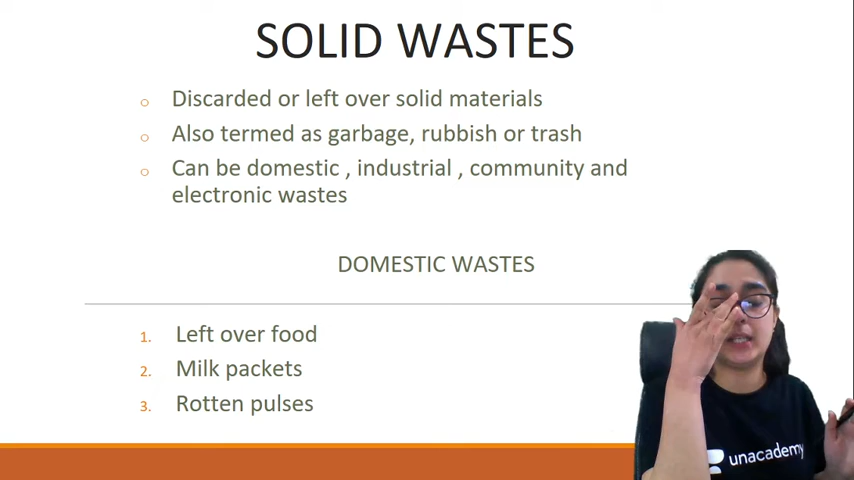 SOLID WASTES
o Discarded or left over solid materials
o Also termed as garbage, rubbish or trash
o Can be domestic , industrial , community and
electronic wastes
DOMESTIC WASTES
1. Left over food
2. Milk packets
3. Rotten pulses
unacademy